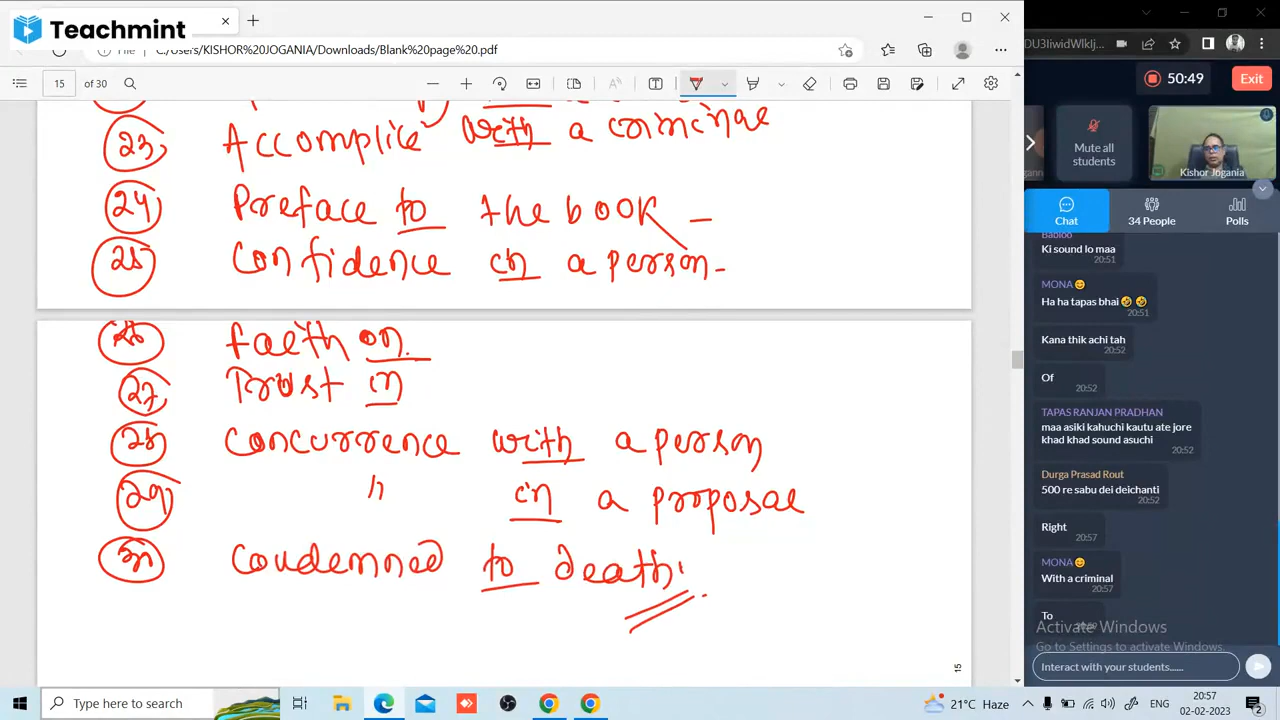 Teachmint
C:/Users/KISHOR%20JOGANIA/Downloads/Blank%20page%20.pdf
15 of 30
23 Accomplice with a criminal
24 Preface to the book -
25 Confidence in a person-
26 faith on.
27 Trust in
28 Concurrence with a person
29 " in a proposal
30 Condemned to death.
15
DU3IiwidWlkIj
50:49
Exit
Mute all students
Kishor Jogania
Chat
34 People
Polls
Babloo
Ki sound lo maa
20:51
MONA😊
Ha ha tapas bhai 🤣🤣
20:51
Kana thik achi tah
20:52
Of
20:52
TAPAS RANJAN PRADHAN
maa asiki kahuchi kautu ate jore
khad khad sound asuchi
20:52
Durga Prasad Rout
500 re sabu dei deichanti
20:52
Right
20:57
MONA😊
With a criminal
20:57
To
Activate Windows
Go to Settings to activate Windows.
Interact with your students......
Type here to search
21°C Haze
ENG
20:57
02-02-2023
2